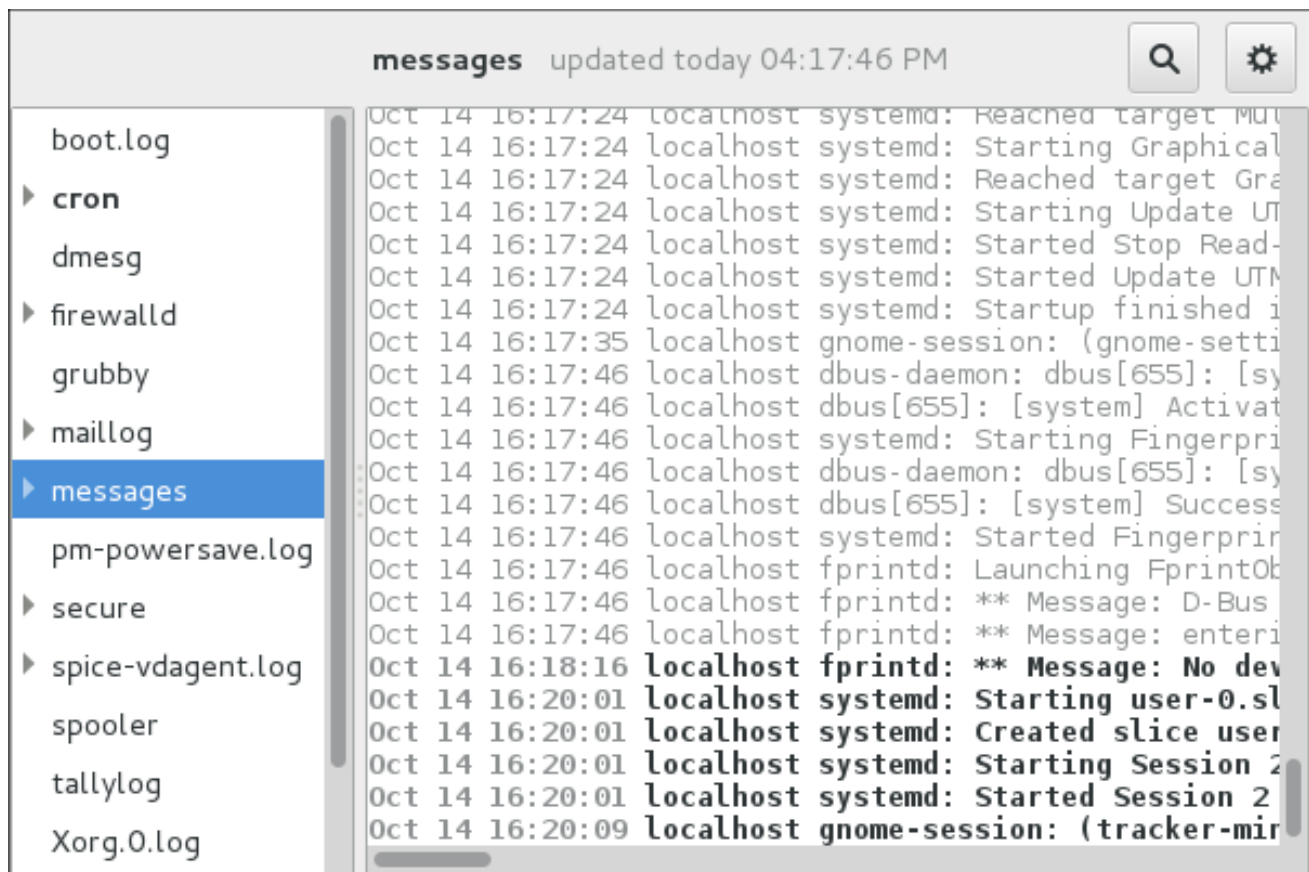 messages updated today 04:17:46 PM
boot.log
cron
dmesg
firewalld
grubby
maillog
messages
pm-powersave.log
secure
spice-vdagent.log
spooler
tallylog
Xorg.0.log
Oct 14 16:17:24 localhost systemd: Reached target Mul
Oct 14 16:17:24 localhost systemd: Starting Graphical
Oct 14 16:17:24 localhost systemd: Reached target Gra
Oct 14 16:17:24 localhost systemd: Starting Update UT
Oct 14 16:17:24 localhost systemd: Started Stop Read-
Oct 14 16:17:24 localhost systemd: Started Update UTM
Oct 14 16:17:24 localhost systemd: Startup finished i
Oct 14 16:17:35 localhost gnome-session: (gnome-setti
Oct 14 16:17:46 localhost dbus-daemon: dbus[655]: [sy
Oct 14 16:17:46 localhost dbus[655]: [system] Activat
Oct 14 16:17:46 localhost systemd: Starting Fingerpri
Oct 14 16:17:46 localhost dbus-daemon: dbus[655]: [sy
Oct 14 16:17:46 localhost dbus[655]: [system] Success
Oct 14 16:17:46 localhost systemd: Started Fingerprin
Oct 14 16:17:46 localhost fprintd: Launching FprintOb
Oct 14 16:17:46 localhost fprintd: ** Message: D-Bus
Oct 14 16:17:46 localhost fprintd: ** Message: enteri
Oct 14 16:18:16 localhost fprintd: ** Message: No dev
Oct 14 16:20:01 localhost systemd: Starting user-0.sl
Oct 14 16:20:01 localhost systemd: Created slice user
Oct 14 16:20:01 localhost systemd: Starting Session 2
Oct 14 16:20:01 localhost systemd: Started Session 2
Oct 14 16:20:09 localhost gnome-session: (tracker-min